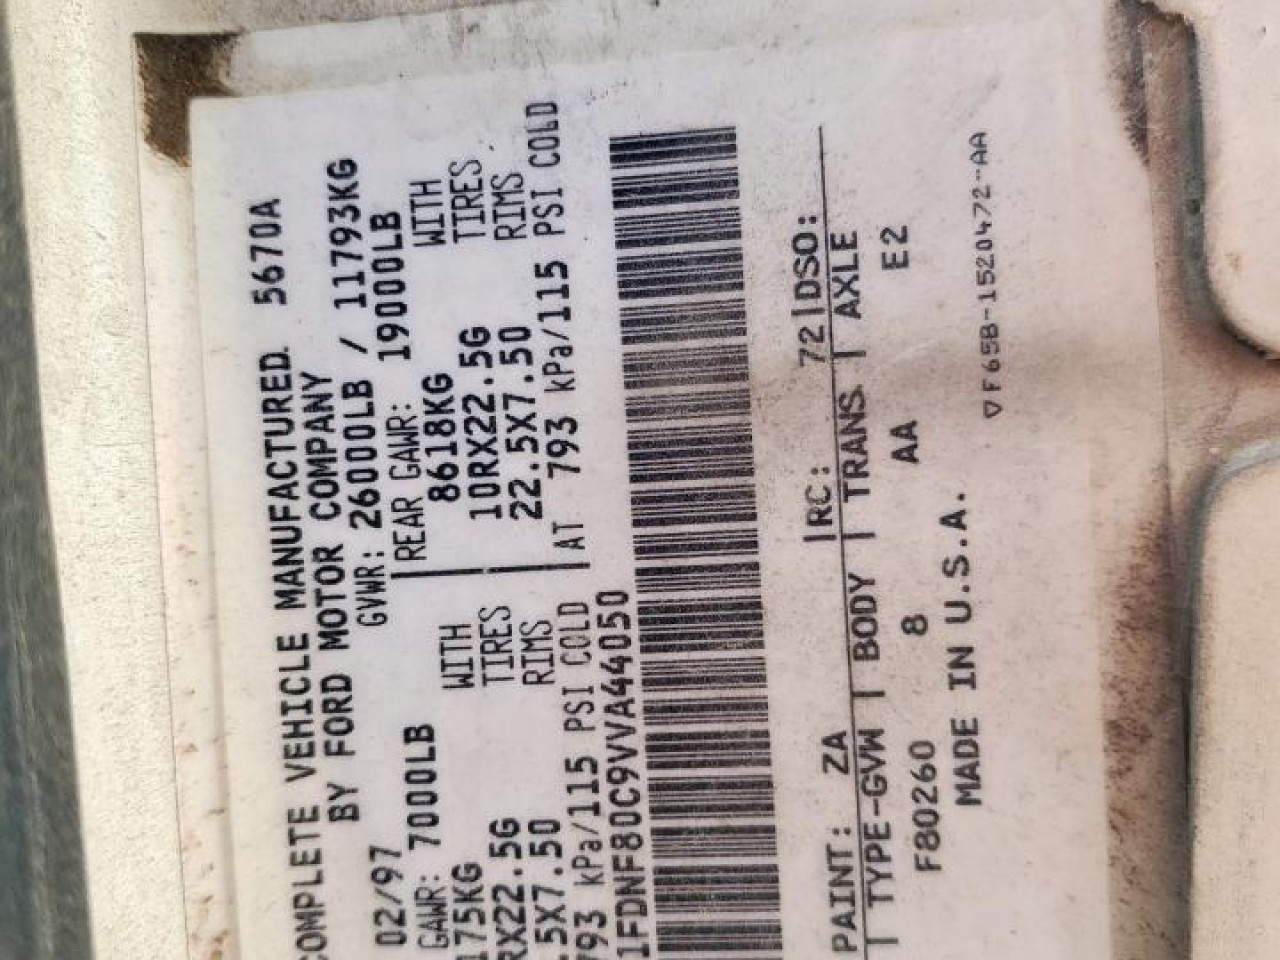 COMPLETE VEHICLE MANUFACTURED 5670A
BY FORD MOTOR COMPANY
02/97 GVWR: 26000LB / 11793KG
GAWR: 7000LB REAR GAWR: 19000LB
175KG WITH 8618KG WITH
RX22.5G TIRES 10RX22.5G TIRES
.5X7.50 RIMS 22.5X7.50 RIMS
793 kPa/115 PSI COLD AT 793 kPa/115 PSI COLD
1FDNF80C9VVA44050
PAINT: ZA RC: 72 DSO:
TYPE-GVW BODY TRANS AXLE
F80260 8 AA E2
MADE IN U.S.A.
F65B-1520472-AA